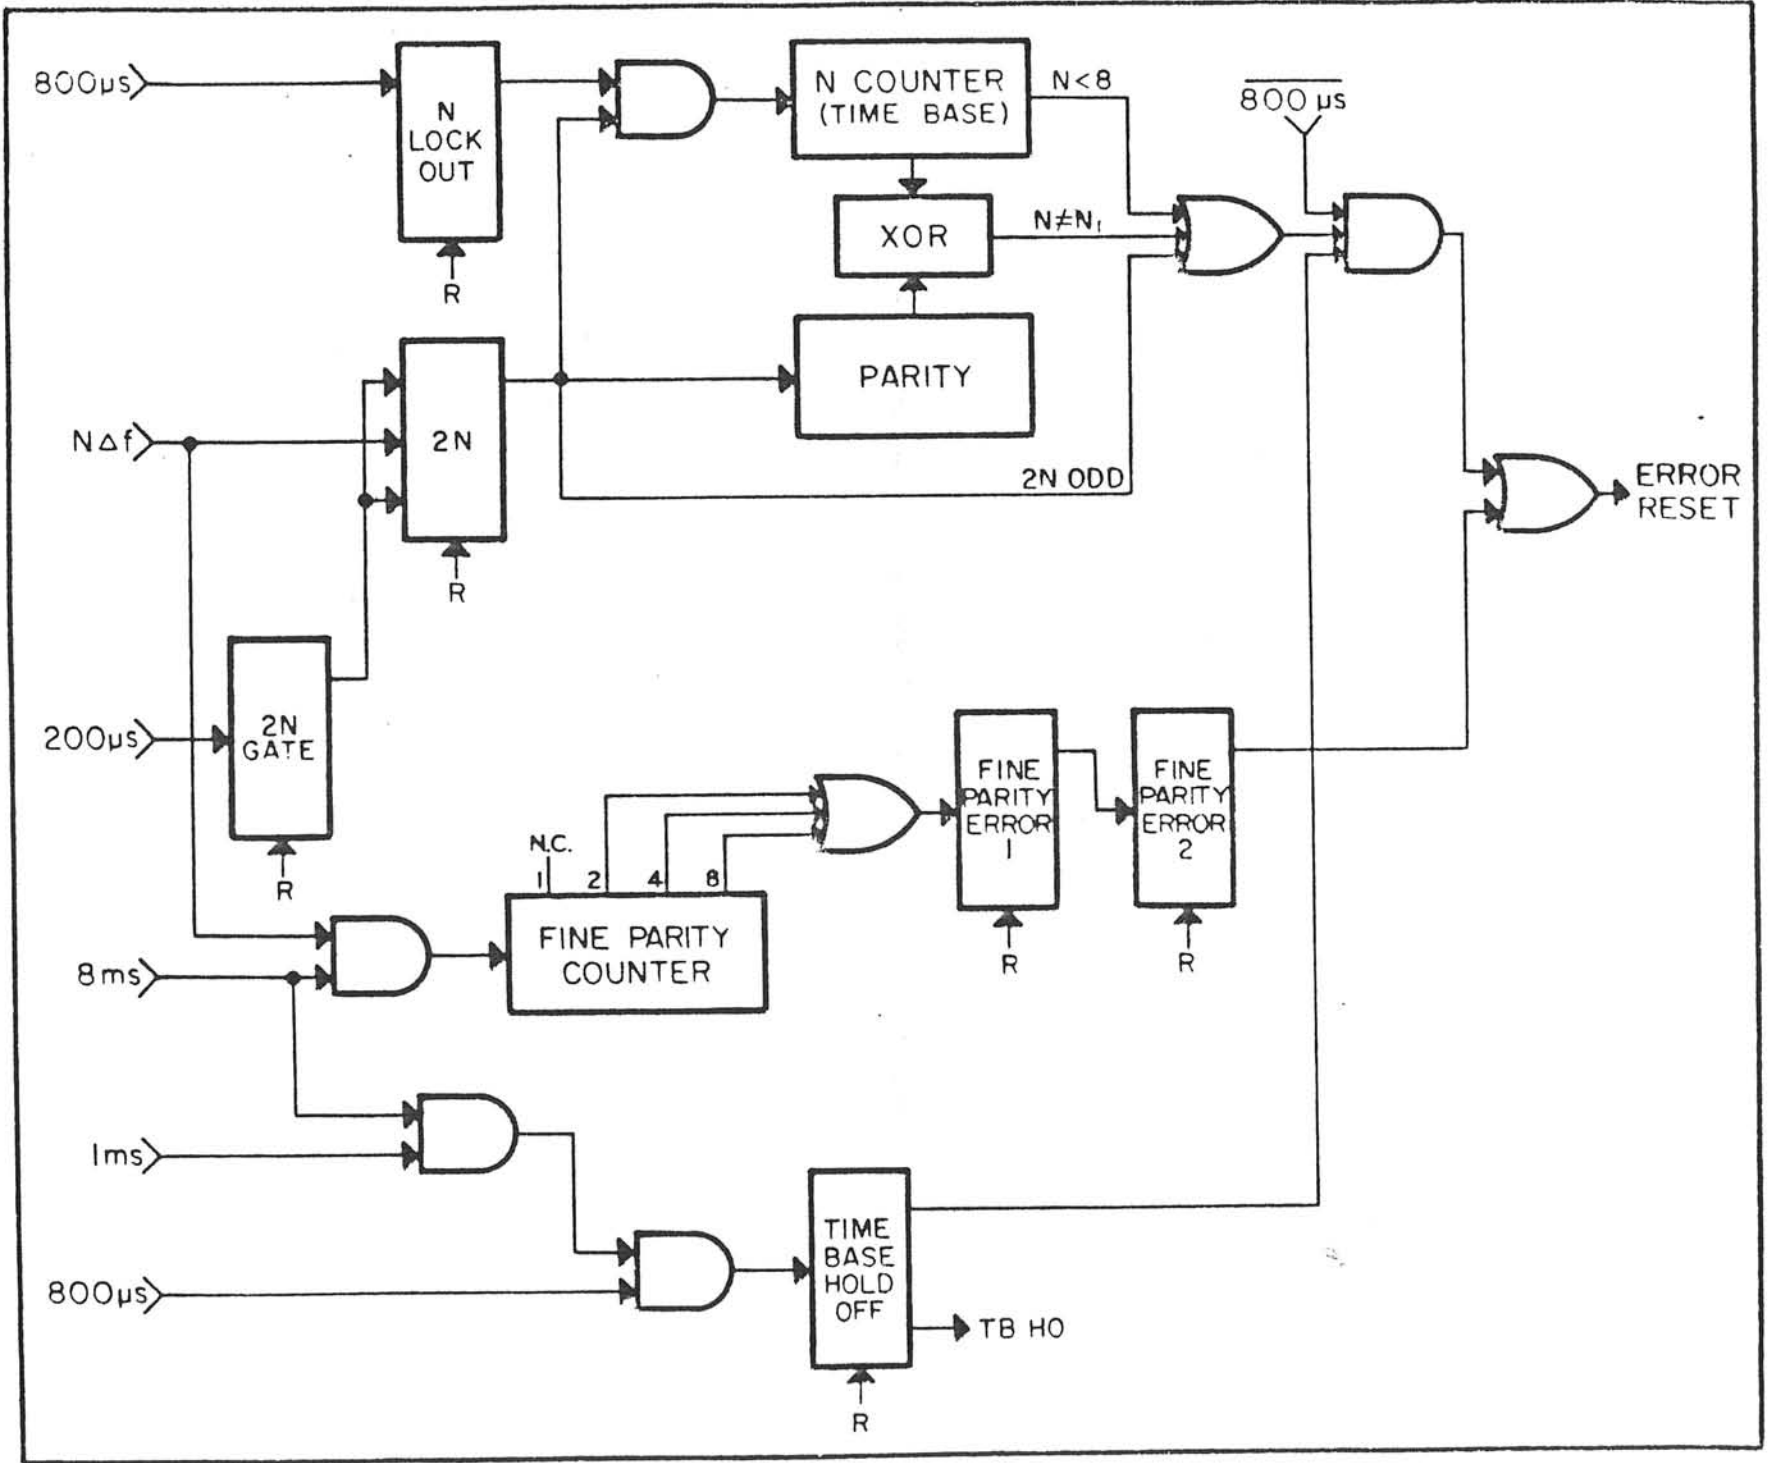 800µs
N
LOCK
OUT
R
N COUNTER
(TIME BASE)
N<8
800 µs
XOR
N≠N₁
PARITY
NΔf
2N
R
2N ODD
ERROR
RESET
200µs
2N
GATE
R
N.C.
1 2 4 8
FINE PARITY
COUNTER
FINE
PARITY
ERROR
1
R
FINE
PARITY
ERROR
2
R
8ms
1ms
800µs
TIME
BASE
HOLD
OFF
TB HO
R